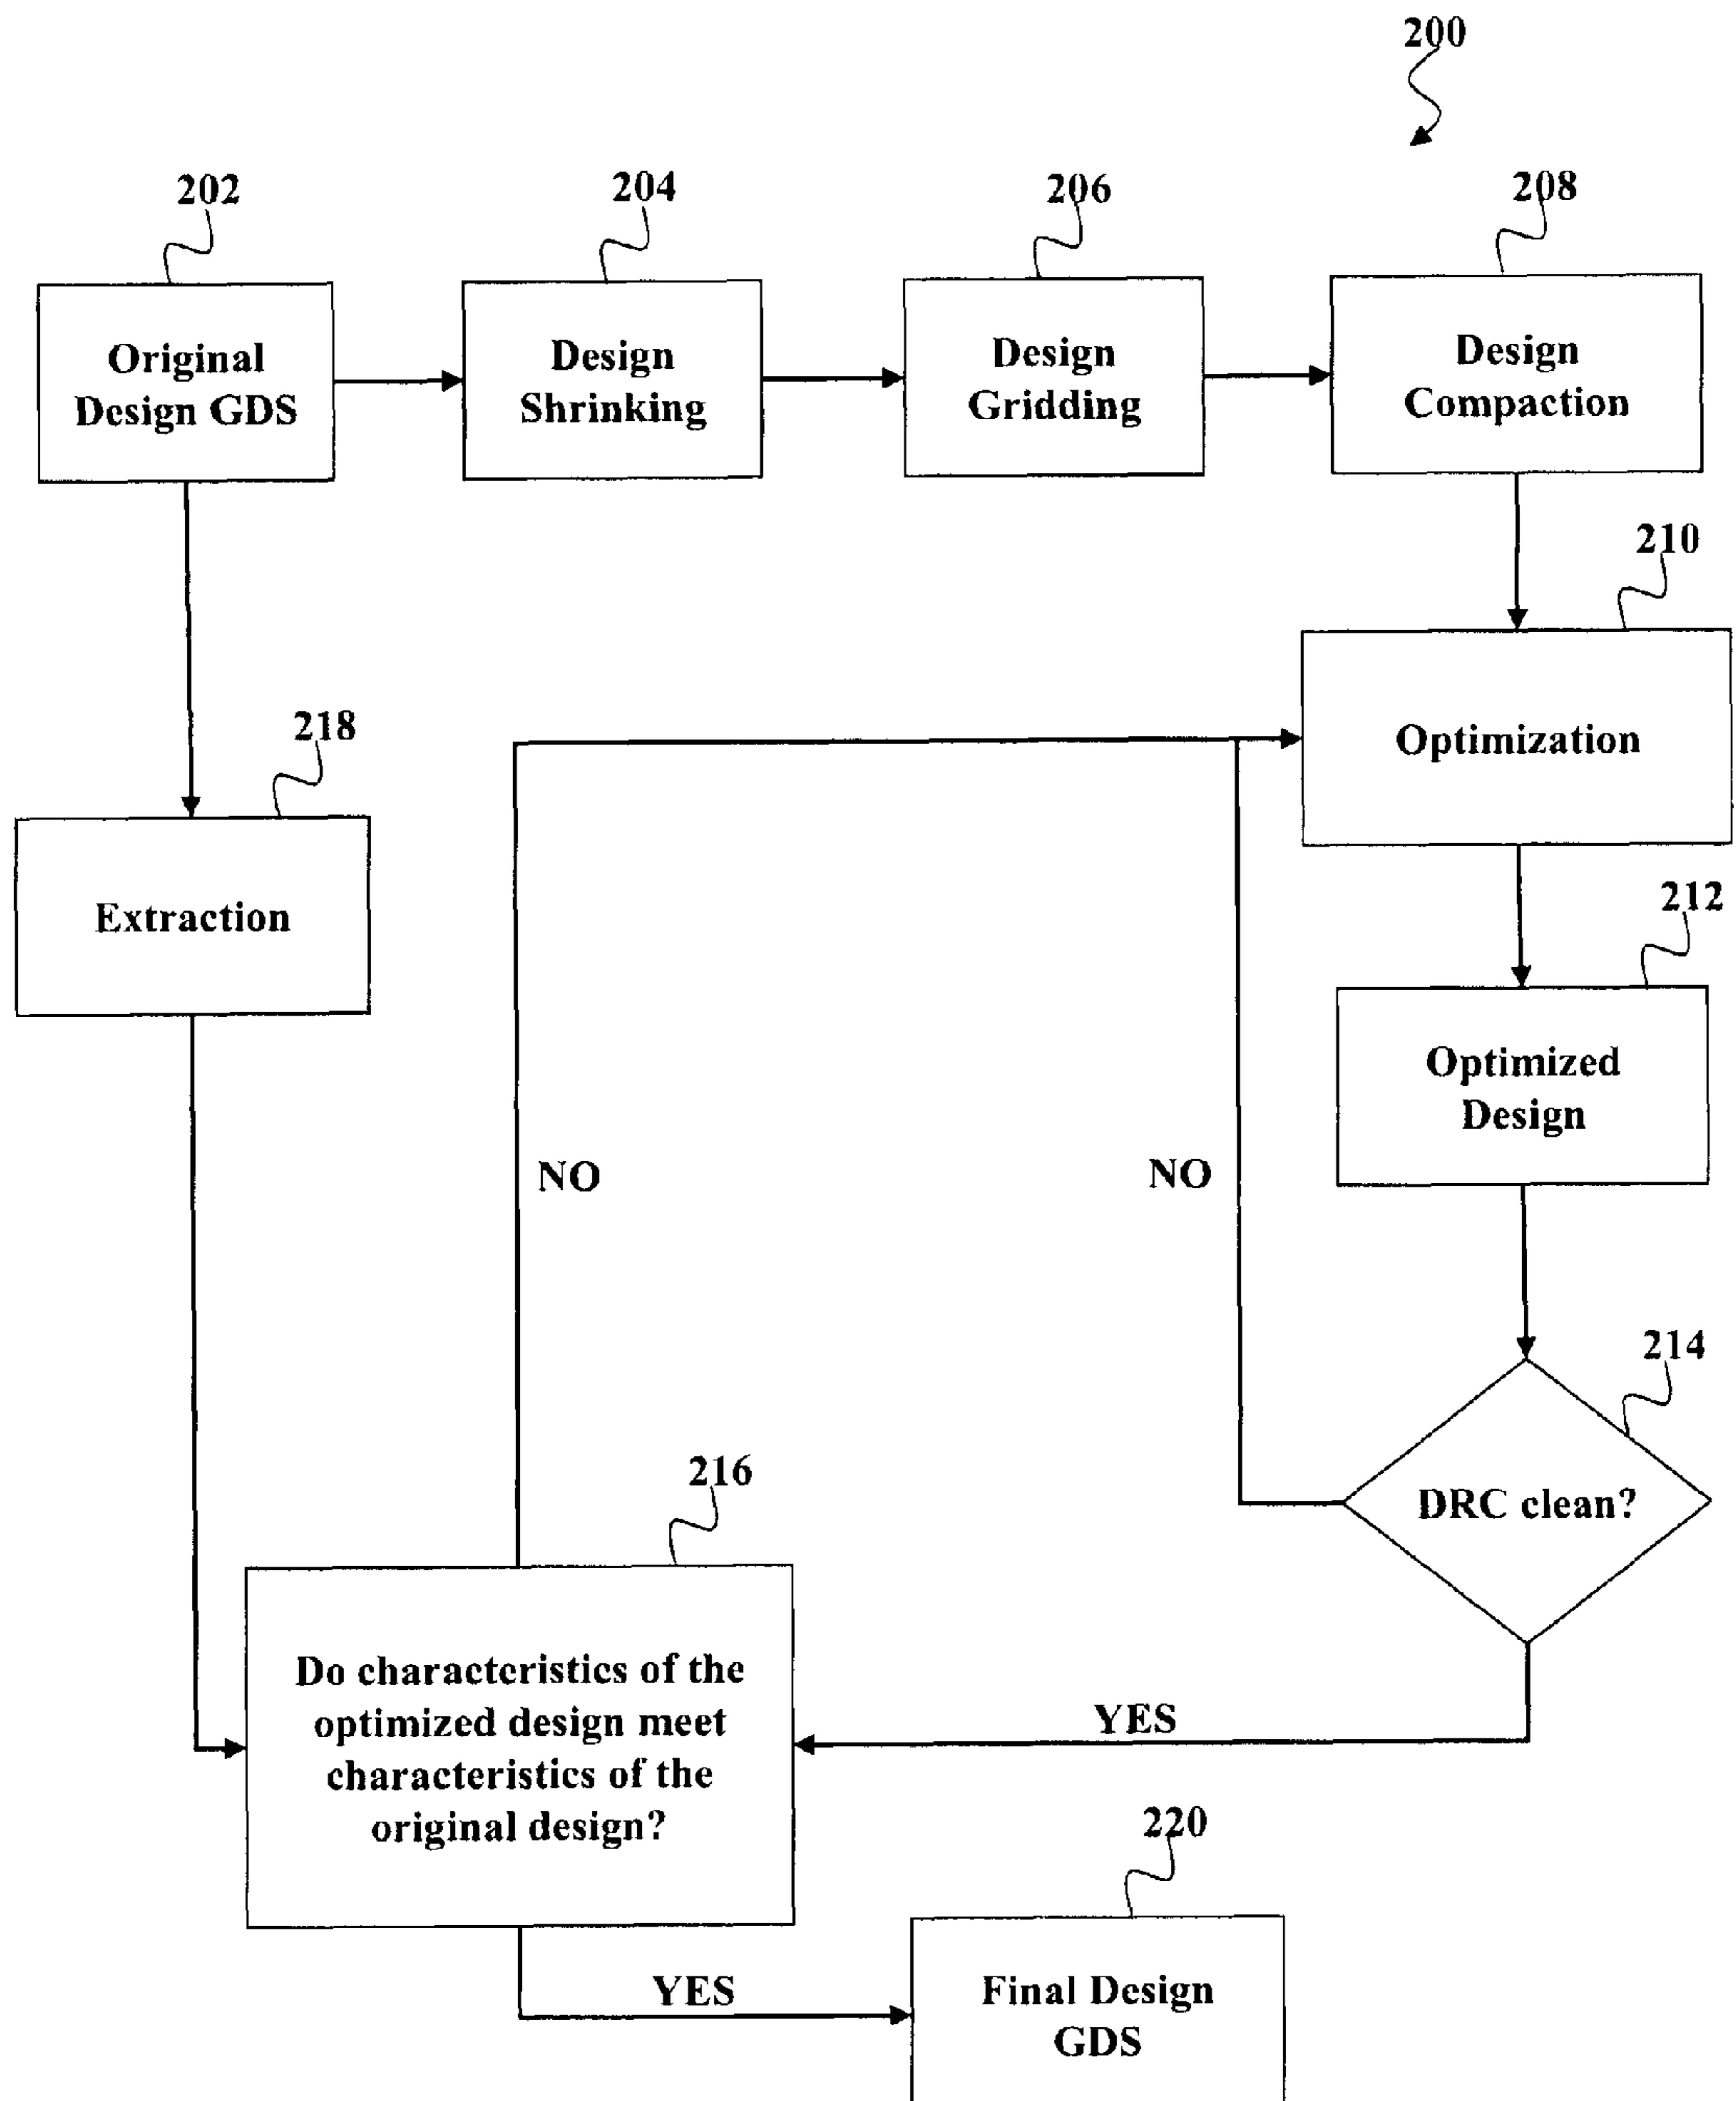 200
202
204
206
208
Original
Design GDS
Design
Shrinking
Design
Gridding
Design
Compaction
210
Optimization
218
Extraction
212
Optimized
Design
NO
NO
214
DRC clean?
216
Do characteristics of the
optimized design meet
characteristics of the
original design?
YES
220
YES
Final Design
GDS